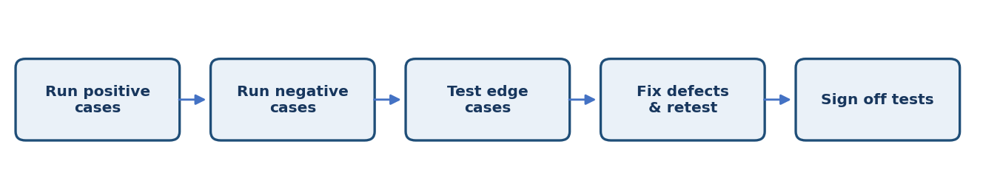 Run positive
cases
Run negative
cases
Test edge
cases
Fix defects
& retest
Sign off tests